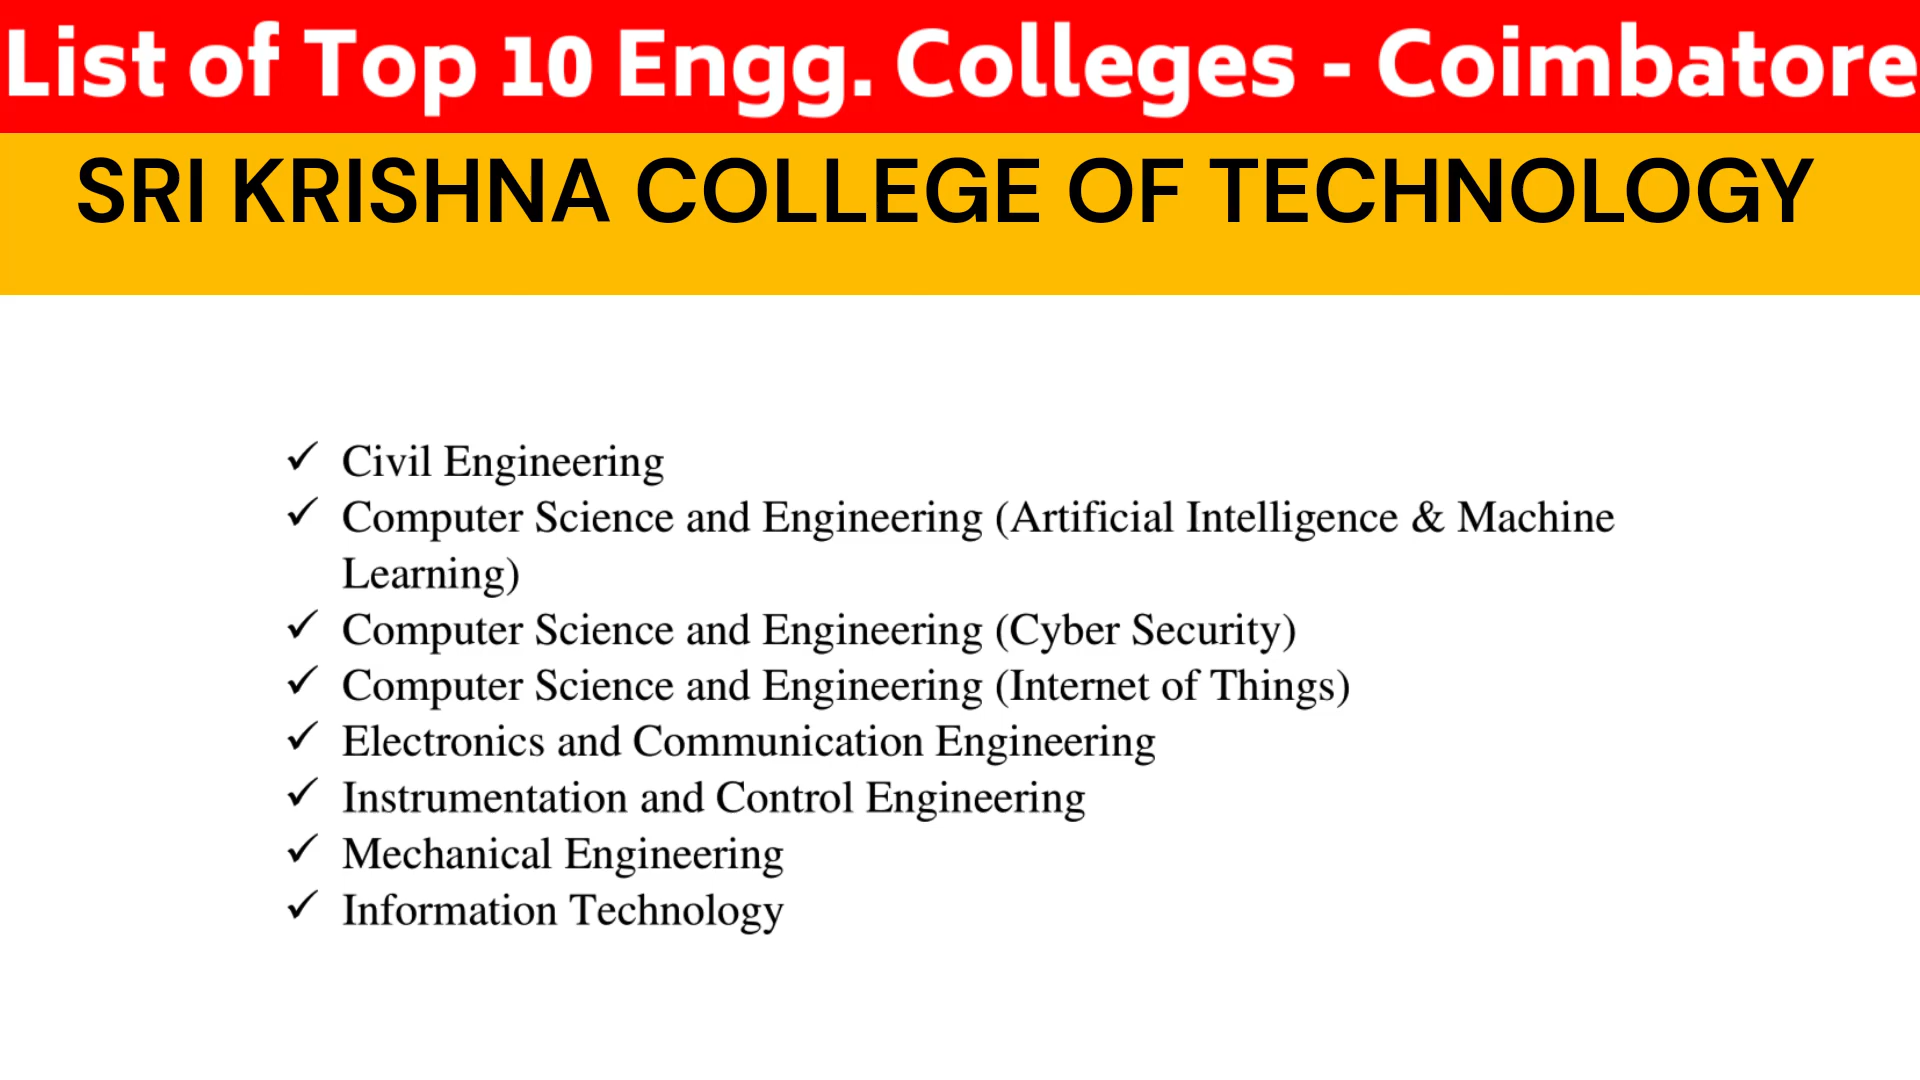 List of Top 10 Engg. Colleges - Coimbatore
SRI KRISHNA COLLEGE OF TECHNOLOGY
✓ Civil Engineering
✓ Computer Science and Engineering (Artificial Intelligence & Machine
Learning)
✓ Computer Science and Engineering (Cyber Security)
✓ Computer Science and Engineering (Internet of Things)
✓ Electronics and Communication Engineering
✓ Instrumentation and Control Engineering
✓ Mechanical Engineering
✓ Information Technology